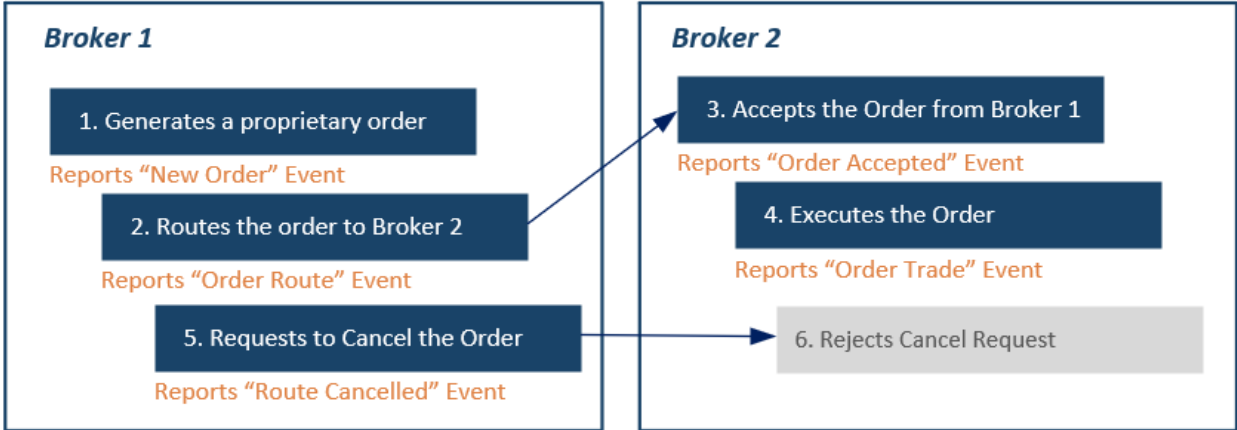 Broker 1
1. Generates a proprietary order
Reports “New Order” Event
2. Routes the order to Broker 2
Reports “Order Route” Event
5. Requests to Cancel the Order
Reports “Route Cancelled” Event
Broker 2
3. Accepts the Order from Broker 1
Reports “Order Accepted” Event
4. Executes the Order
Reports “Order Trade” Event
6. Rejects Cancel Request